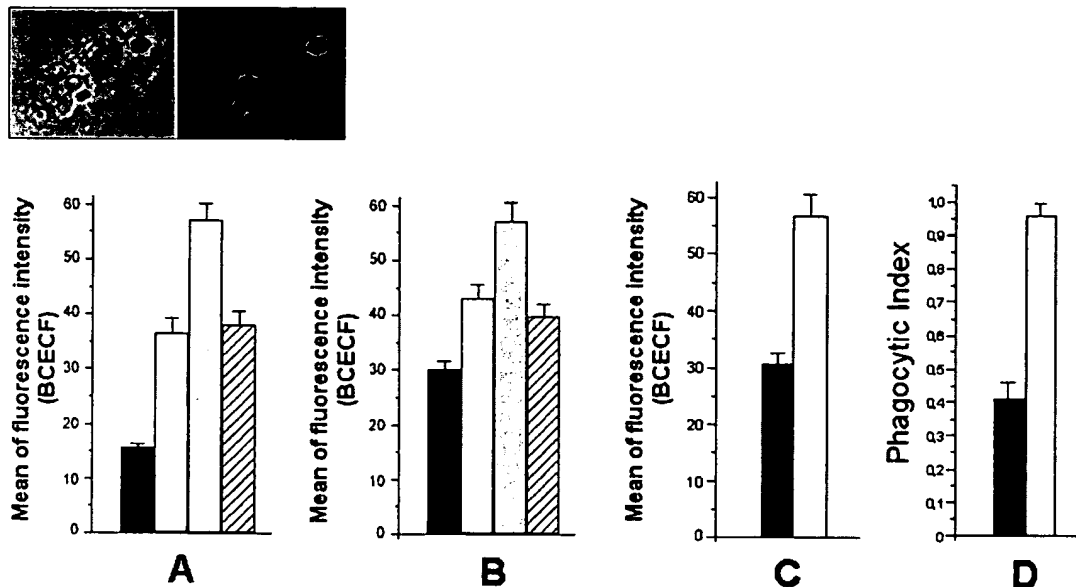 Mean of fluorescence intensity
(BCECF)
60
50
40
30
20
10
0
A
Mean of fluorescence intensity
(BCECF)
60
50
40
30
20
10
0
B
Mean of fluorescence intensity
(BCECF)
60
50
40
30
20
10
0
C
Phagocytic Index
1,0
0,9
0,8
0,7
0,6
0,5
0,4
0,3
0,2
0,1
0
D